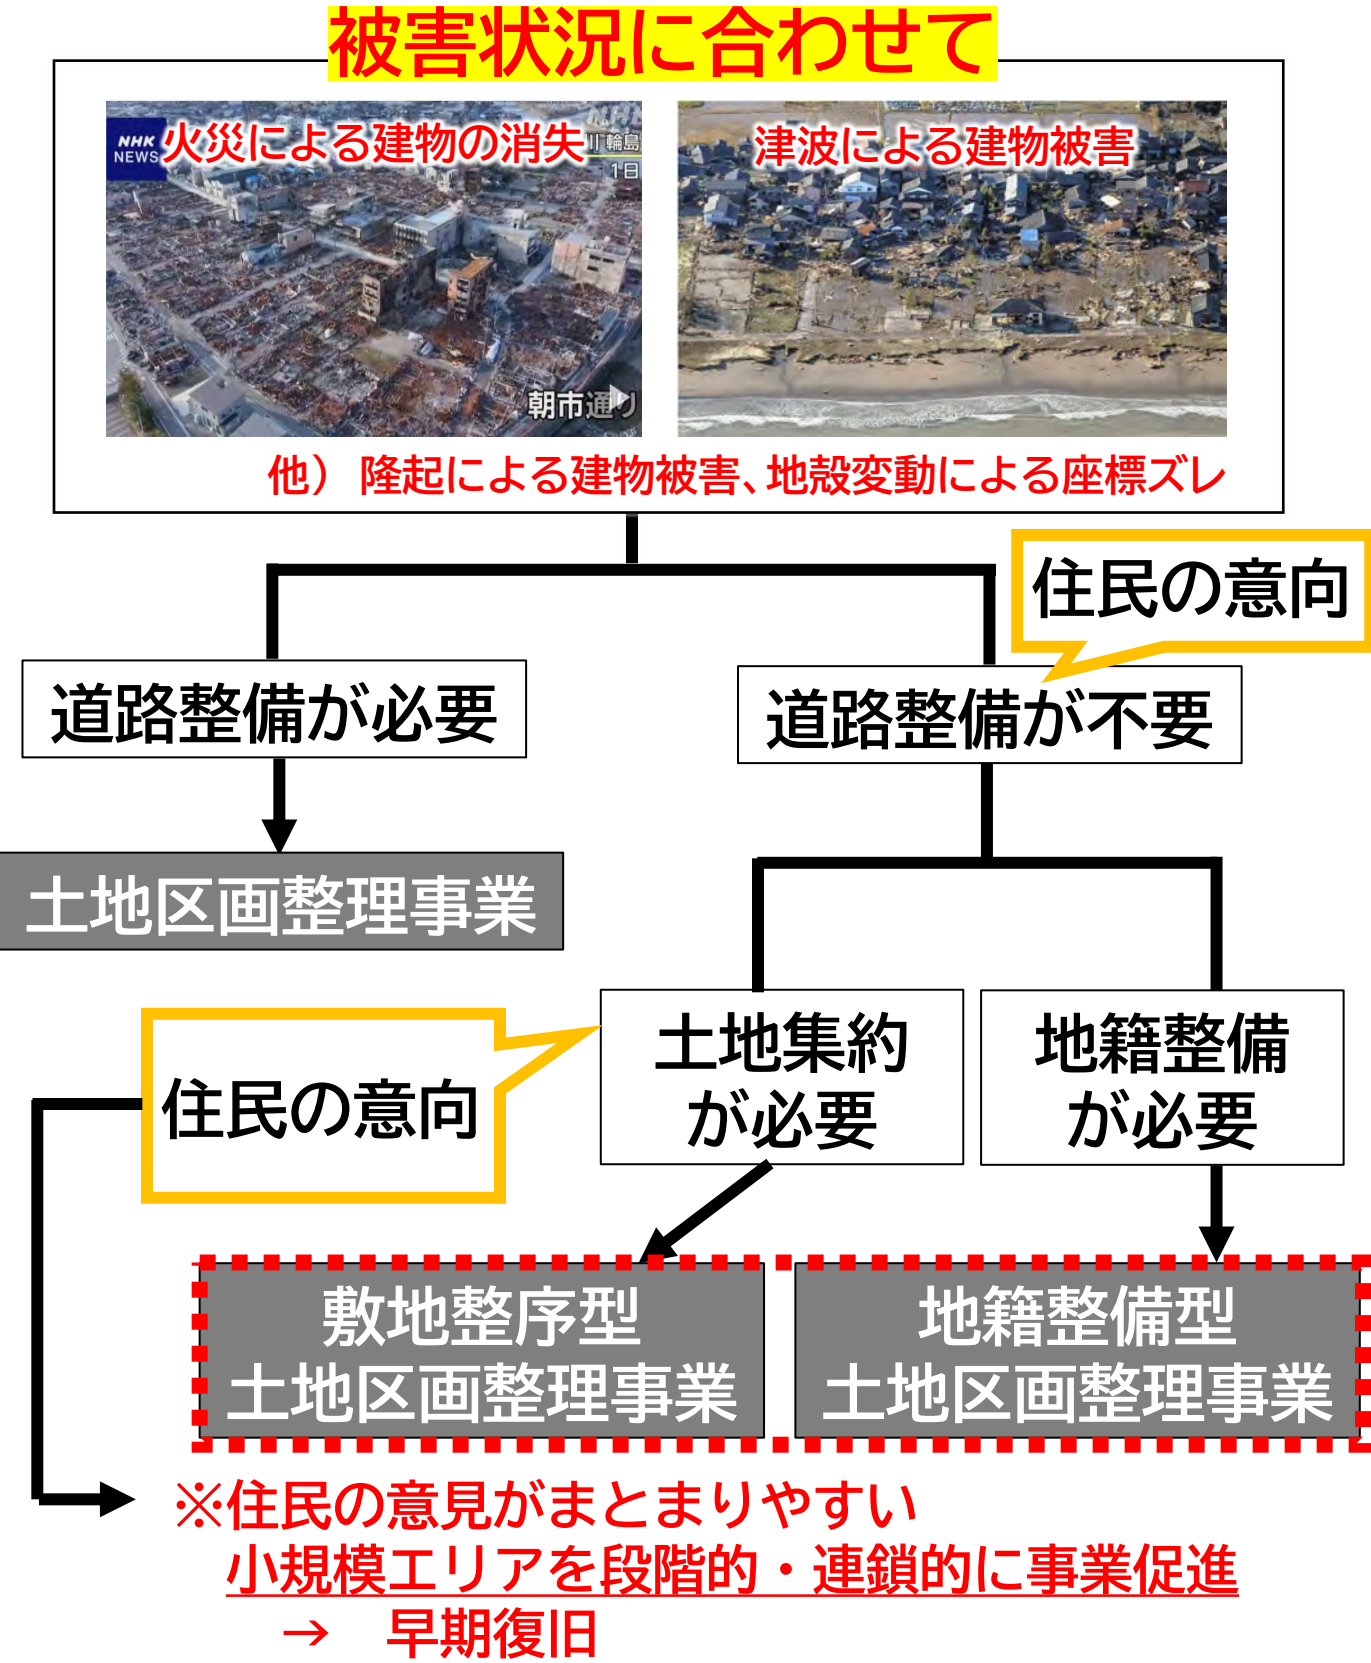 被害状況に合わせて
NHK
NEWS
火災による建物の消失
川 輪島
1日
朝市通り
津波による建物被害
他） 隆起による建物被害、地殻変動による座標ズレ
住民の意向
道路整備が必要
道路整備が不要
土地区画整理事業
住民の意向
土地集約
が必要
地籍整備
が必要
敷地整序型
土地区画整理事業
地籍整備型
土地区画整理事業
※住民の意見がまとまりやすい
小規模エリアを段階的・連鎖的に事業促進
→ 早期復旧